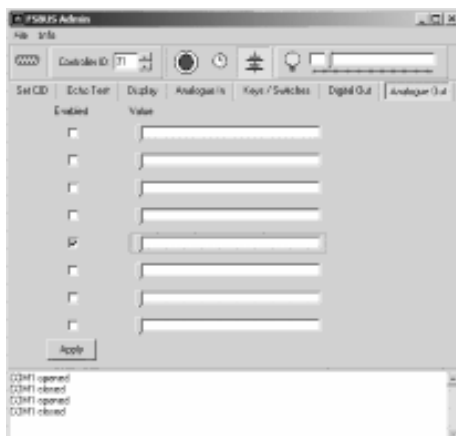 FSBUS Admin
File Info
Controller ID:
Set CID Echo Test Display Analogue In Keys / Switches Digital Out Analogue Out
Enabled Value
Apply
COM1 opened
COM1 closed
COM1 opened
COM1 closed